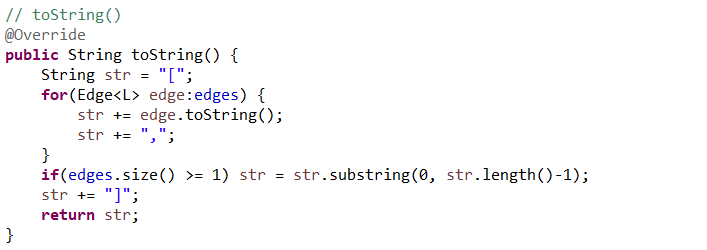 // toString()
@Override
public String toString() {
    String str = "[";
    for(Edge<L> edge:edges) {
        str += edge.toString();
        str += ",";
    }
    if(edges.size() >= 1) str = str.substring(0, str.length()-1);
    str += "]";
    return str;
}